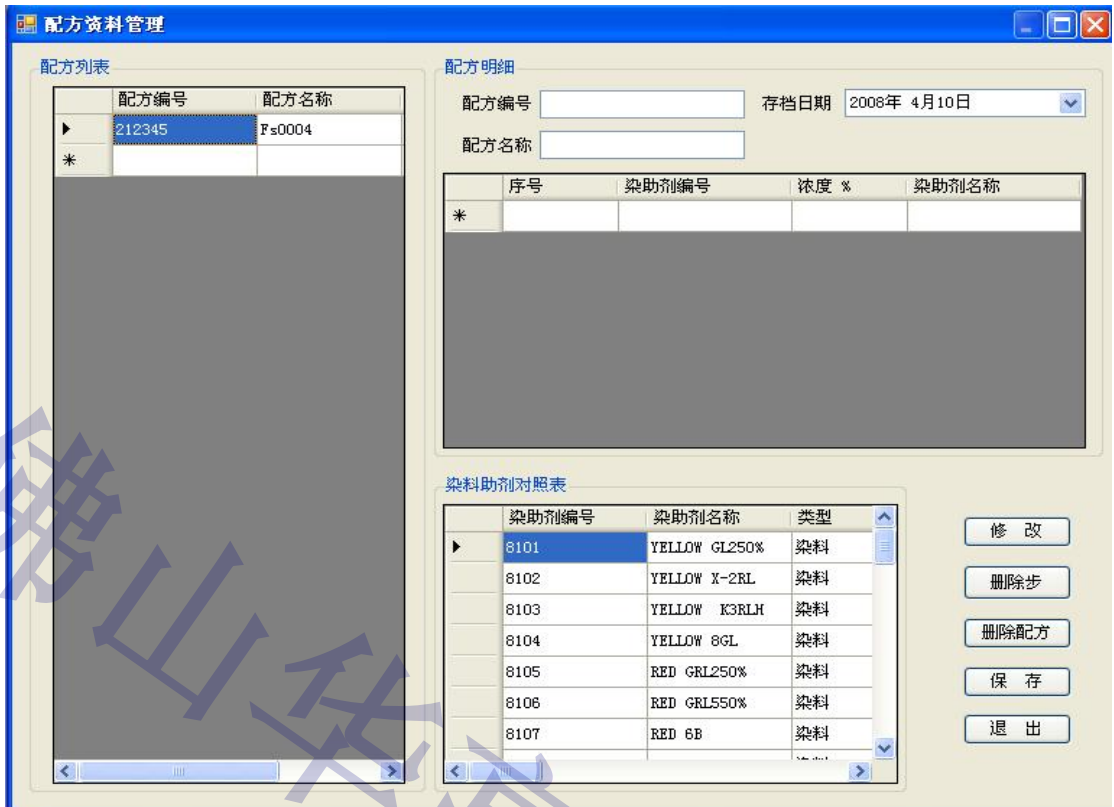 配方资料管理
配方列表
配方编号 配方名称
212345 Fs0004
配方明细
配方编号 存档日期 2008年 4月10日
配方名称
序号 染助剂编号 浓度 % 染助剂名称
染料助剂对照表
染助剂编号 染助剂名称 类型
8101 YELLOW GL250% 染料
8102 YELLOW X-2RL 染料
8103 YELLOW K3RLH 染料
8104 YELLOW 8GL 染料
8105 RED GRL250% 染料
8106 RED GRL550% 染料
8107 RED 6B 染料
修 改
删除步
删除配方
保 存
退 出
佛山华